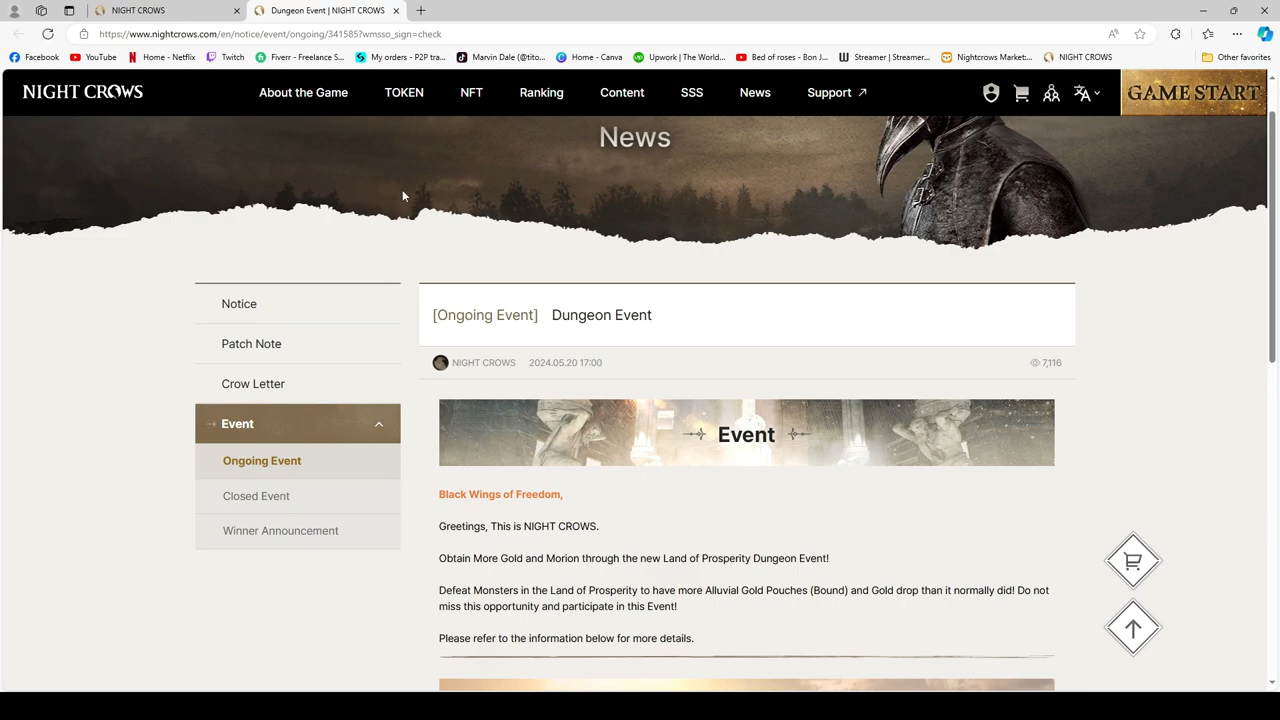 NIGHT CROWS
Dungeon Event | NIGHT CROWS
https://www.nightcrows.com/en/notice/event/ongoing/341585?wmsso_sign=check
Facebook
YouTube
Home - Netflix
Twitch
Fiverr - Freelance S...
My orders - P2P tra...
Marvin Dale (@tito...
Home - Canva
Upwork | The World...
Bed of roses - Bon J...
Streamer | Streamer...
Nightcrows Market:...
NIGHT CROWS
Other favorites
NIGHT CROWS
About the Game
TOKEN
NFT
Ranking
Content
SSS
News
Support
GAME START
News
Notice
Patch Note
Crow Letter
Event
Ongoing Event
Closed Event
Winner Announcement
[Ongoing Event] Dungeon Event
NIGHT CROWS 2024.05.20 17:00 7,116
Event
Black Wings of Freedom,
Greetings, This is NIGHT CROWS.
Obtain More Gold and Morion through the new Land of Prosperity Dungeon Event!
Defeat Monsters in the Land of Prosperity to have more Alluvial Gold Pouches (Bound) and Gold drop than it normally did! Do not
miss this opportunity and participate in this Event!
Please refer to the information below for more details.